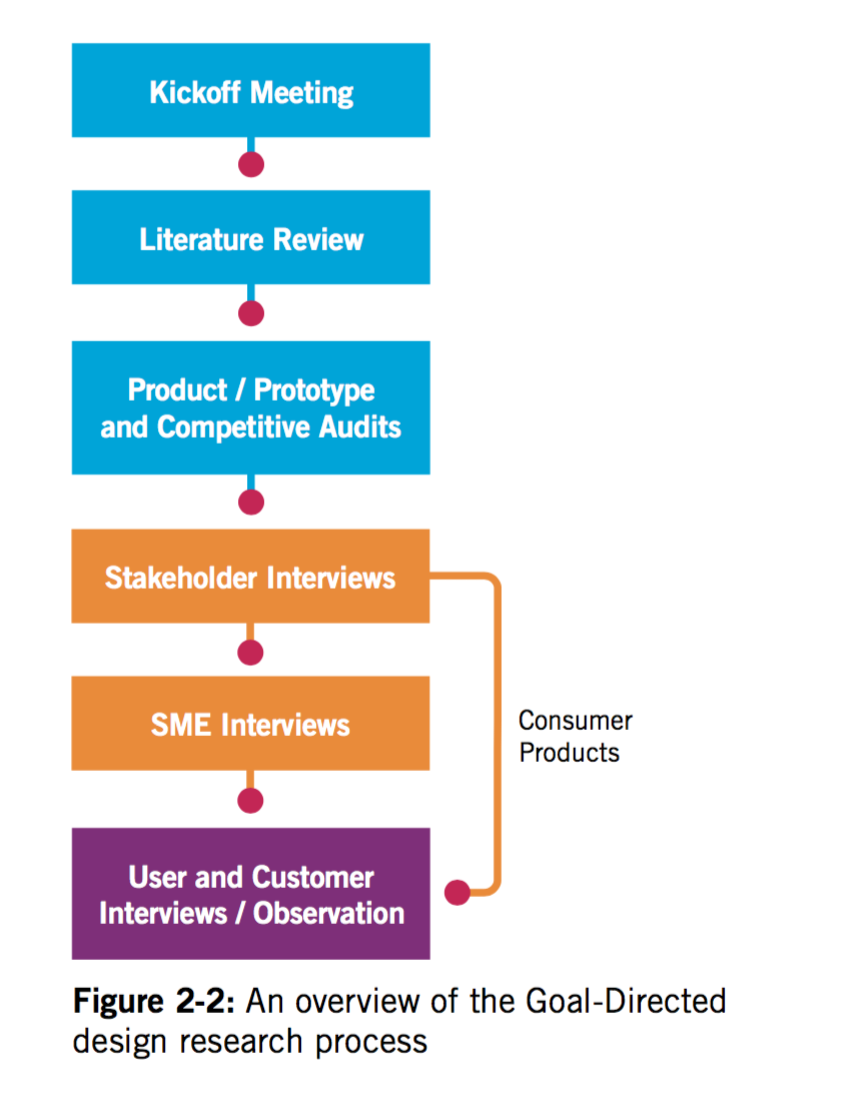 Kickoff Meeting
Literature Review
Product / Prototype
and Competitive Audits
Stakeholder Interviews
SME Interviews
Consumer
Products
User and Customer
Interviews / Observation
Figure 2-2: An overview of the Goal-Directed
design research process